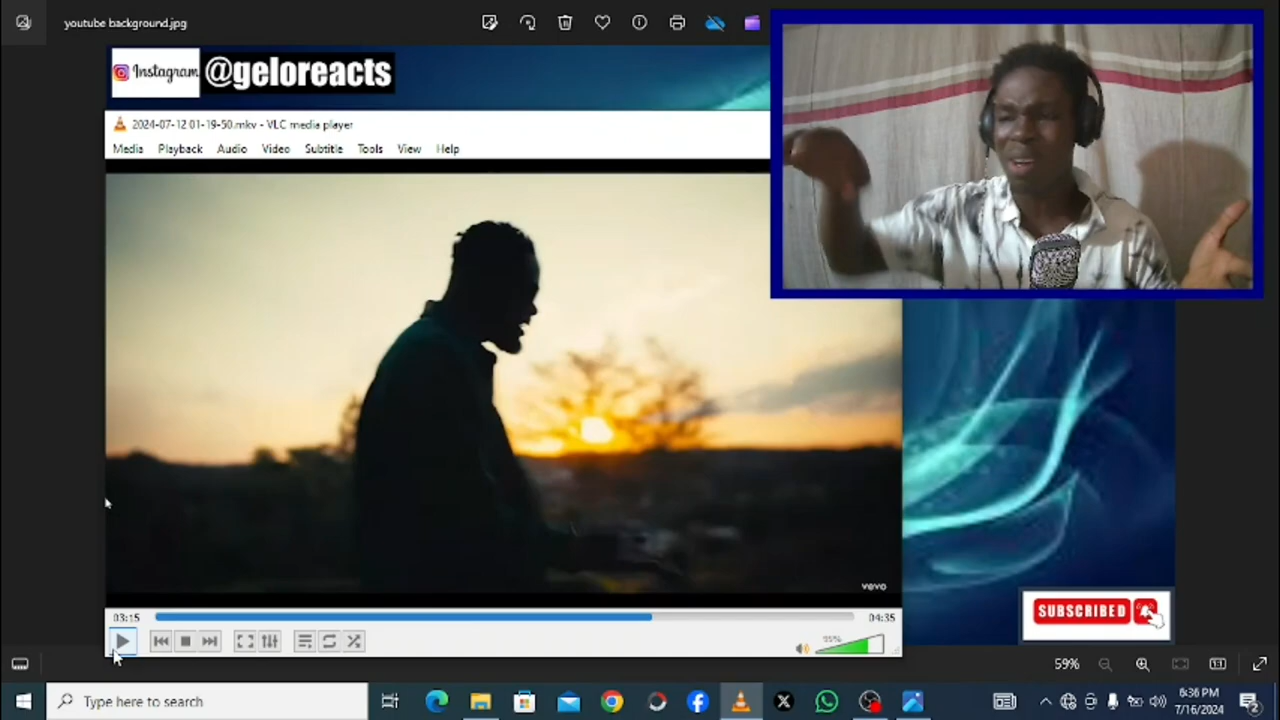 youtube background.jpg
Instagram @geloreacts
2024-07-12 01-19-50.mkv - VLC media player
Media Playback Audio Video Subtitle Tools View Help
vevo
03:15 04:35
95%
SUBSCRIBED
59%
Type here to search
6:36 PM
7/16/2024
2